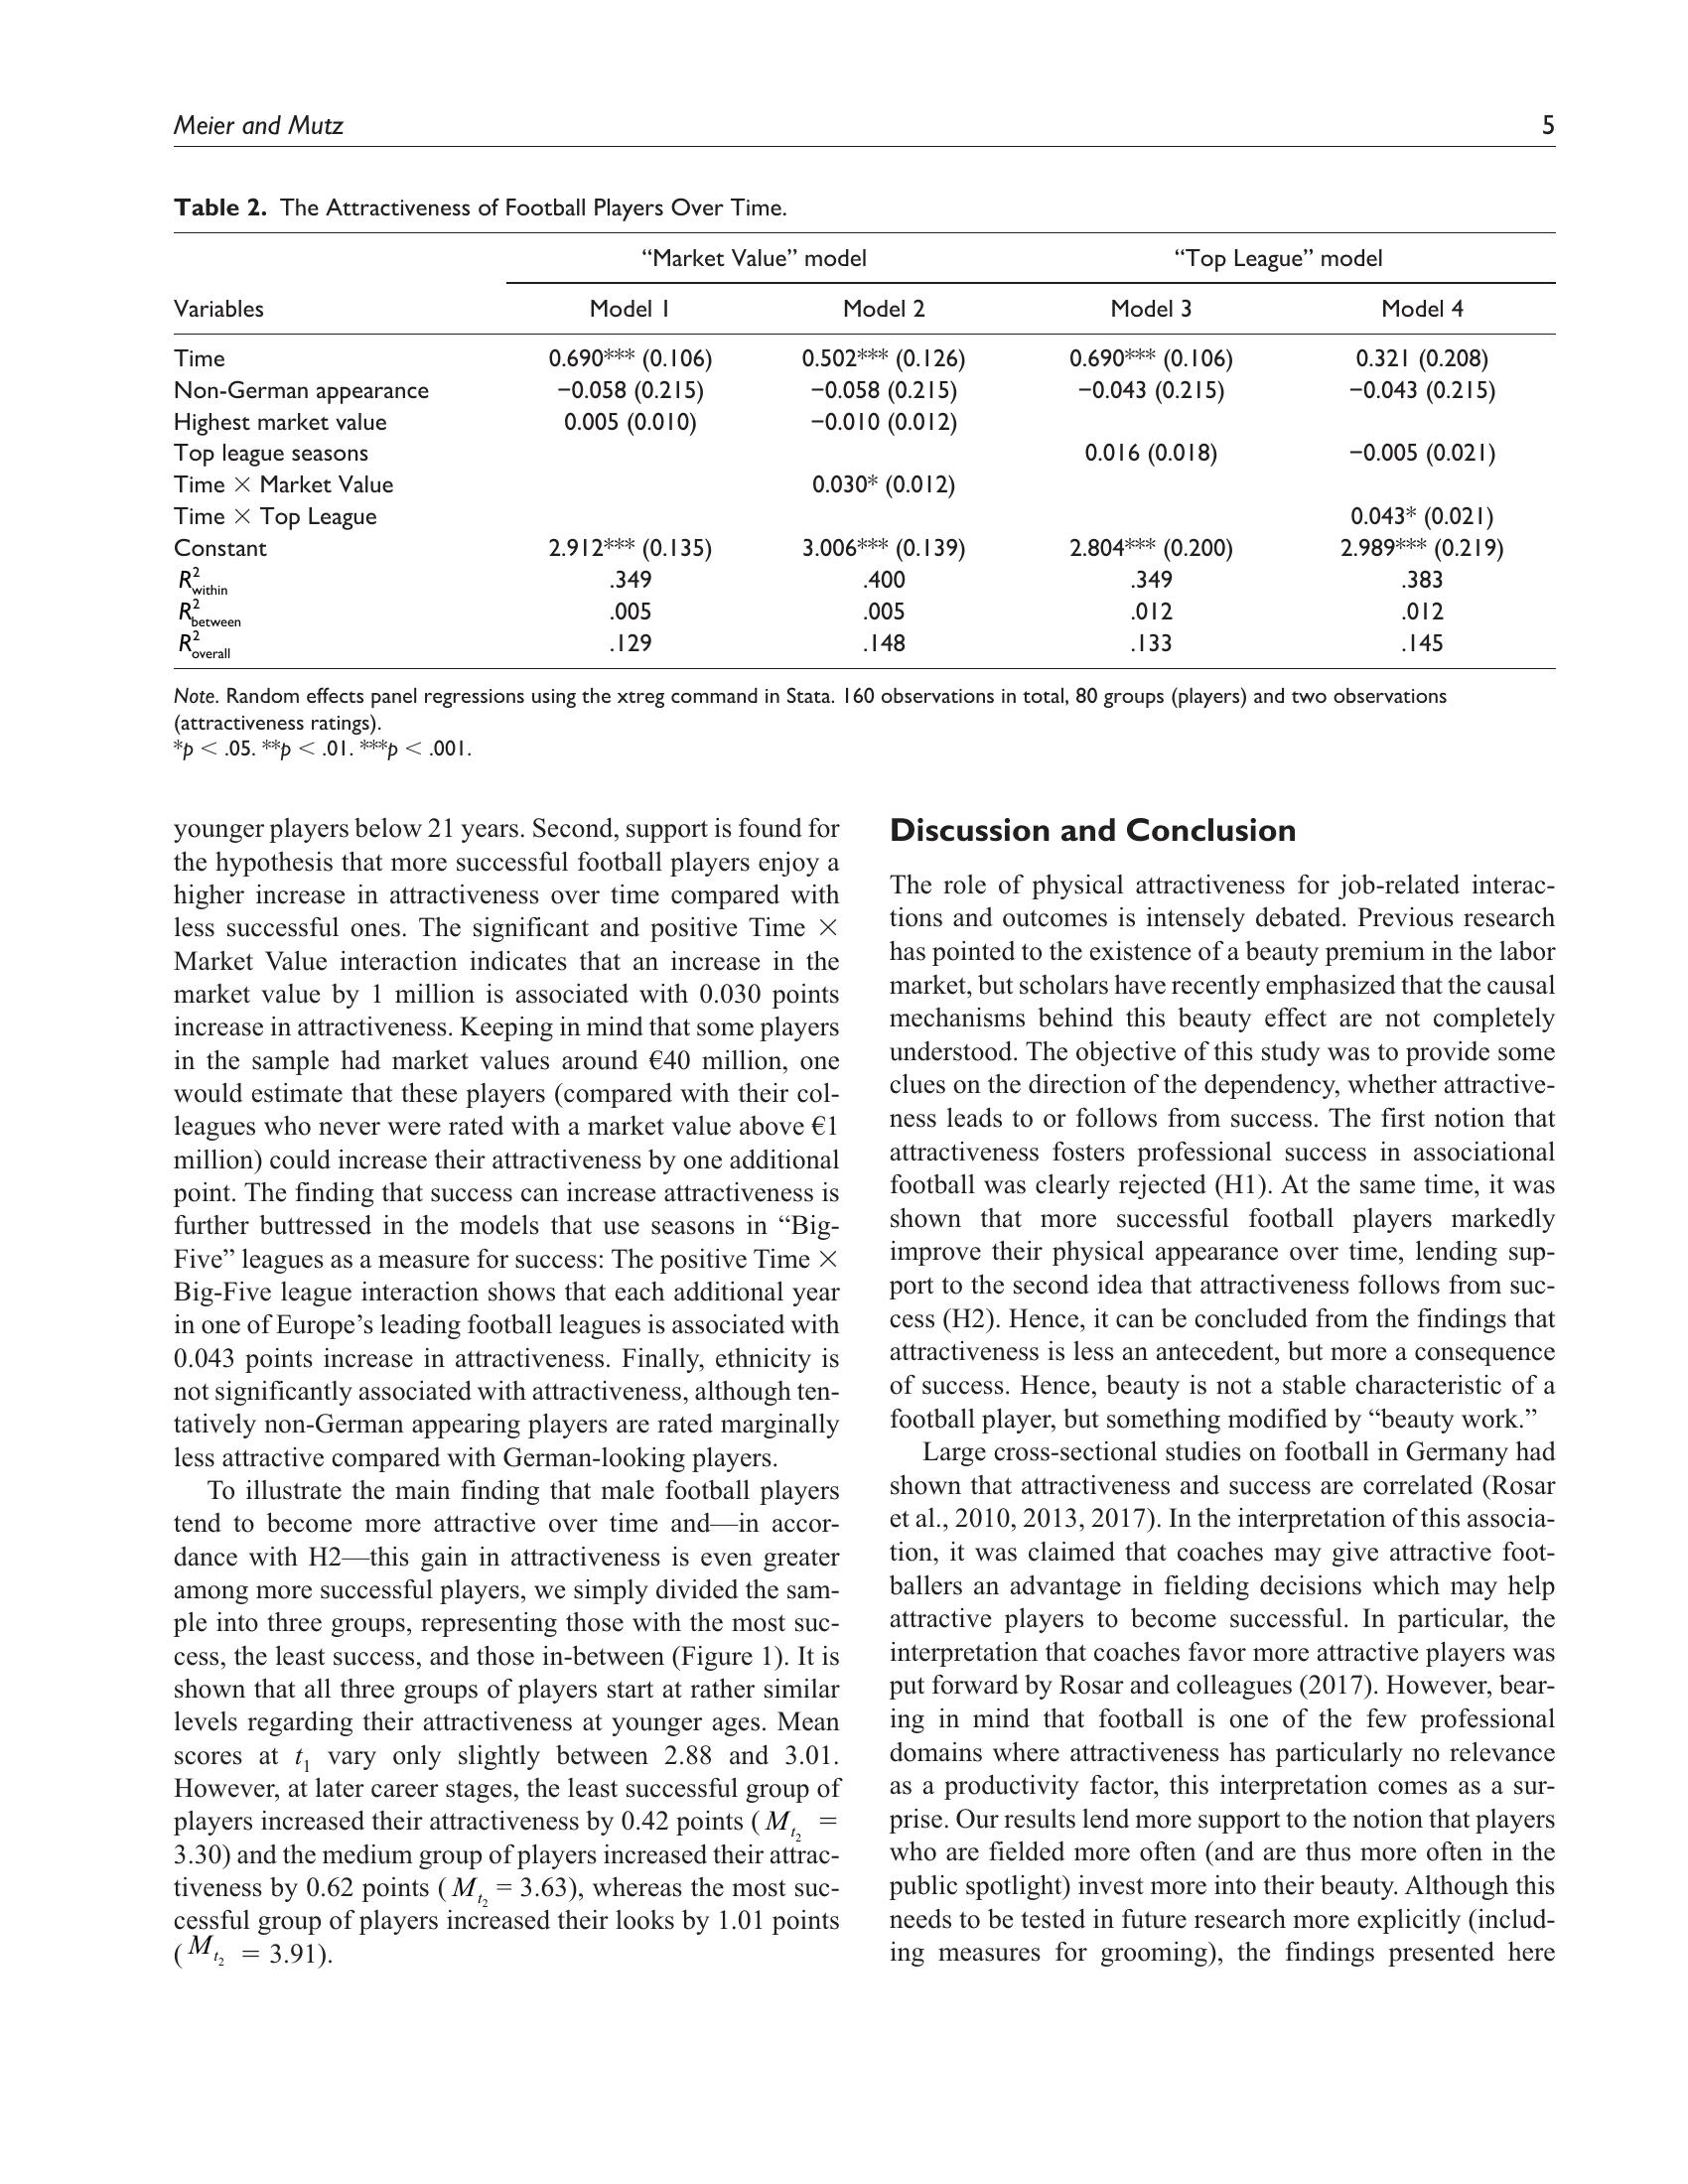 Meier and Mutz 5
Table 2. The Attractiveness of Football Players Over Time.
“Market Value” model “Top League” model
Variables Model 1 Model 2 Model 3 Model 4
Time 0.690*** (0.106) 0.502*** (0.126) 0.690*** (0.106) 0.321 (0.208)
Non-German appearance −0.058 (0.215) −0.058 (0.215) −0.043 (0.215) −0.043 (0.215)
Highest market value 0.005 (0.010) −0.010 (0.012)
Top league seasons 0.016 (0.018) −0.005 (0.021)
Time × Market Value 0.030* (0.012)
Time × Top League 0.043* (0.021)
Constant 2.912*** (0.135) 3.006*** (0.139) 2.804*** (0.200) 2.989*** (0.219)
R²within .349 .400 .349 .383
R²between .005 .005 .012 .012
R²overall .129 .148 .133 .145
Note. Random effects panel regressions using the xtreg command in Stata. 160 observations in total, 80 groups (players) and two observations
(attractiveness ratings).
*p < .05. **p < .01. ***p < .001.
younger players below 21 years. Second, support is found for
the hypothesis that more successful football players enjoy a
higher increase in attractiveness over time compared with
less successful ones. The significant and positive Time ×
Market Value interaction indicates that an increase in the
market value by 1 million is associated with 0.030 points
increase in attractiveness. Keeping in mind that some players
in the sample had market values around €40 million, one
would estimate that these players (compared with their col-
leagues who never were rated with a market value above €1
million) could increase their attractiveness by one additional
point. The finding that success can increase attractiveness is
further buttressed in the models that use seasons in “Big-
Five” leagues as a measure for success: The positive Time ×
Big-Five league interaction shows that each additional year
in one of Europe’s leading football leagues is associated with
0.043 points increase in attractiveness. Finally, ethnicity is
not significantly associated with attractiveness, although ten-
tatively non-German appearing players are rated marginally
less attractive compared with German-looking players.
To illustrate the main finding that male football players
tend to become more attractive over time and—in accor-
dance with H2—this gain in attractiveness is even greater
among more successful players, we simply divided the sam-
ple into three groups, representing those with the most suc-
cess, the least success, and those in-between (Figure 1). It is
shown that all three groups of players start at rather similar
levels regarding their attractiveness at younger ages. Mean
scores at t1 vary only slightly between 2.88 and 3.01.
However, at later career stages, the least successful group of
players increased their attractiveness by 0.42 points (Mt2 =
3.30) and the medium group of players increased their attrac-
tiveness by 0.62 points (Mt2 = 3.63), whereas the most suc-
cessful group of players increased their looks by 1.01 points
(Mt2 = 3.91).
Discussion and Conclusion
The role of physical attractiveness for job-related interac-
tions and outcomes is intensely debated. Previous research
has pointed to the existence of a beauty premium in the labor
market, but scholars have recently emphasized that the causal
mechanisms behind this beauty effect are not completely
understood. The objective of this study was to provide some
clues on the direction of the dependency, whether attractive-
ness leads to or follows from success. The first notion that
attractiveness fosters professional success in associational
football was clearly rejected (H1). At the same time, it was
shown that more successful football players markedly
improve their physical appearance over time, lending sup-
port to the second idea that attractiveness follows from suc-
cess (H2). Hence, it can be concluded from the findings that
attractiveness is less an antecedent, but more a consequence
of success. Hence, beauty is not a stable characteristic of a
football player, but something modified by “beauty work.”
Large cross-sectional studies on football in Germany had
shown that attractiveness and success are correlated (Rosar
et al., 2010, 2013, 2017). In the interpretation of this associa-
tion, it was claimed that coaches may give attractive foot-
ballers an advantage in fielding decisions which may help
attractive players to become successful. In particular, the
interpretation that coaches favor more attractive players was
put forward by Rosar and colleagues (2017). However, bear-
ing in mind that football is one of the few professional
domains where attractiveness has particularly no relevance
as a productivity factor, this interpretation comes as a sur-
prise. Our results lend more support to the notion that players
who are fielded more often (and are thus more often in the
public spotlight) invest more into their beauty. Although this
needs to be tested in future research more explicitly (includ-
ing measures for grooming), the findings presented here